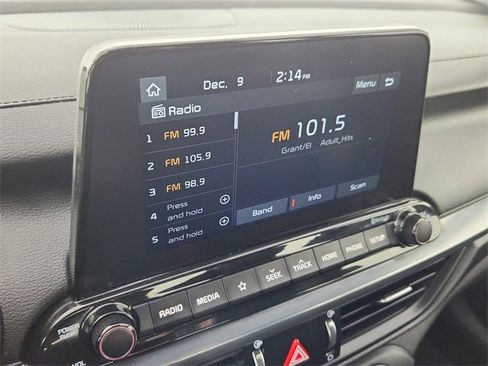 Dec. 9 2:14 PM Menu
Radio
1 FM 99.9
2 FM 105.9
3 FM 98.9
4 Press and hold
5 Press and hold
FM 101.5
Grant/El Adult_Hits
Band Info Scan
RADIO MEDIA SEEK TRACK HOME PHONE SETUP
POWER